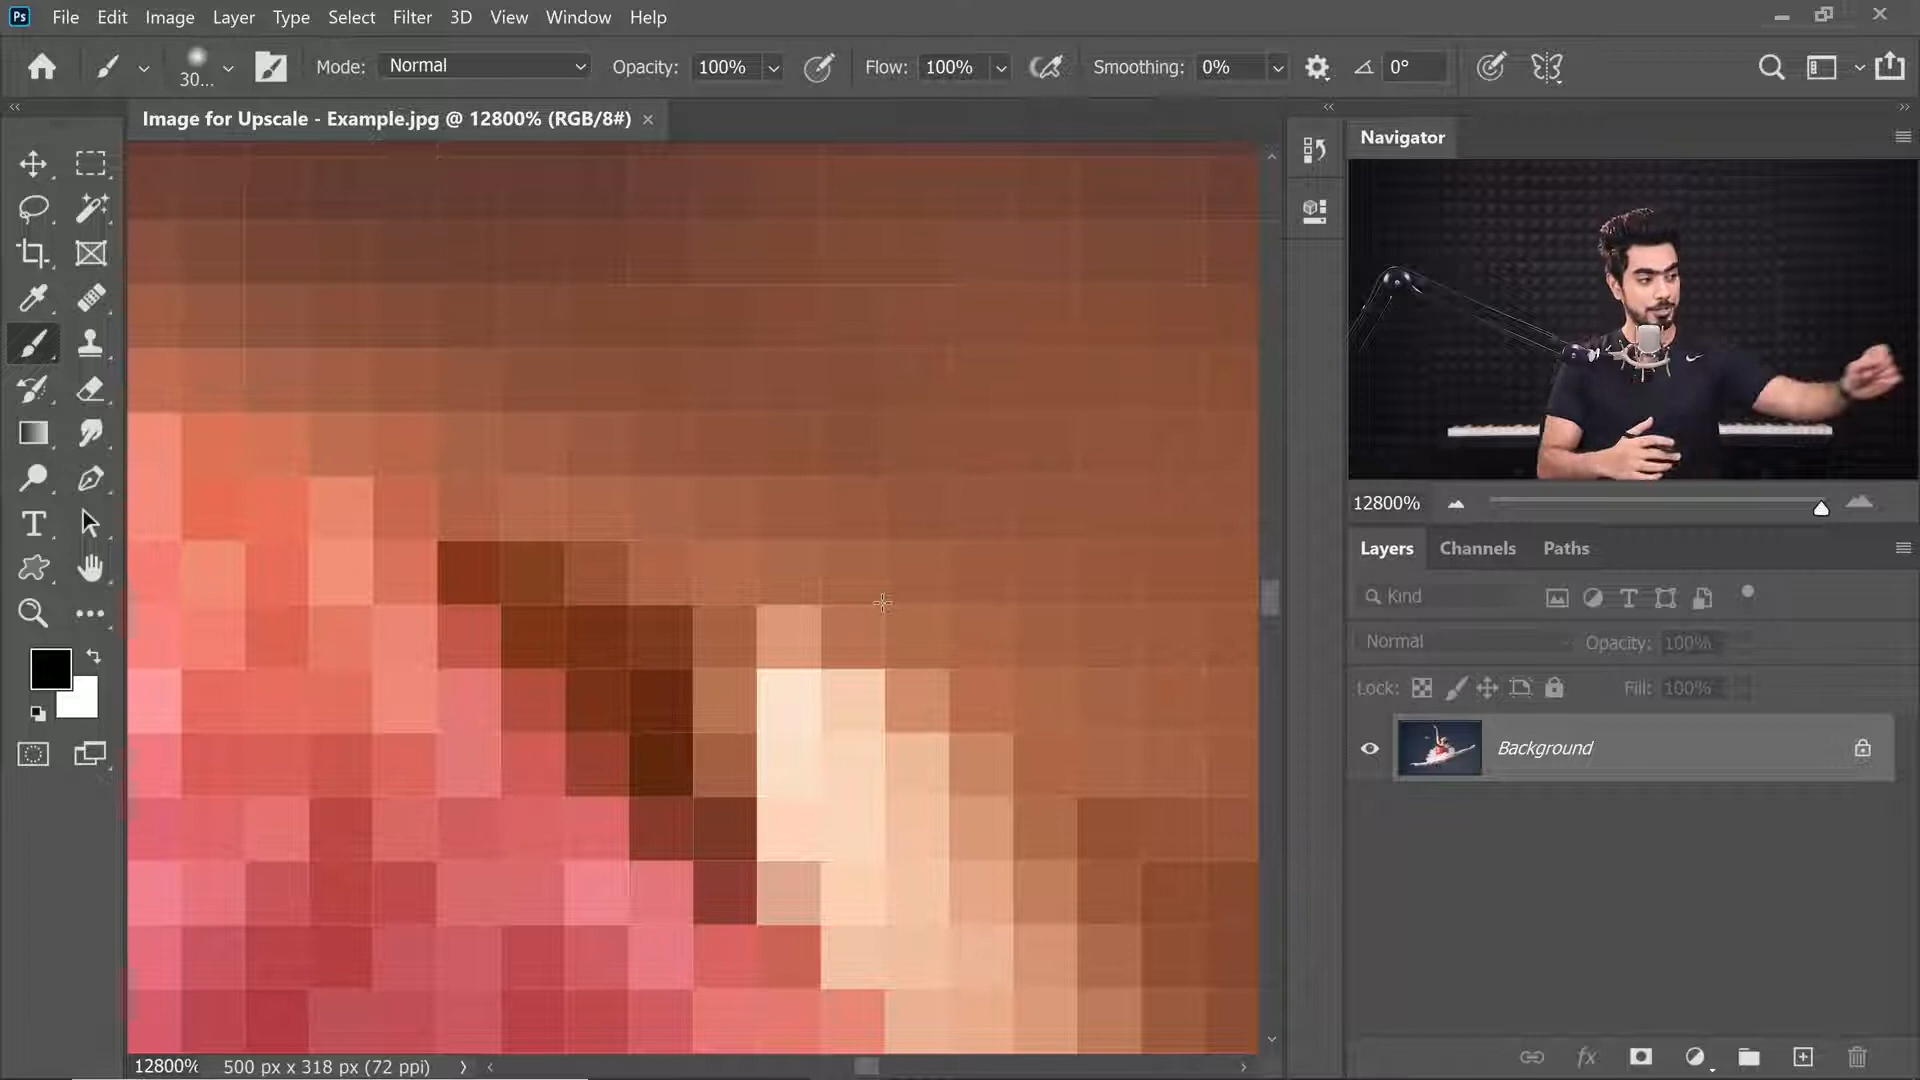 Ps File Edit Image Layer Type Select Filter 3D View Window Help
30... Mode: Normal Opacity: 100% Flow: 100% Smoothing: 0% 0°
Image for Upscale - Example.jpg @ 12800% (RGB/8#) ×
Navigator
12800%
Layers Channels Paths
Kind
Normal Opacity: 100%
Lock: Fill: 100%
Background
fx
12800% 500 px x 318 px (72 ppi)